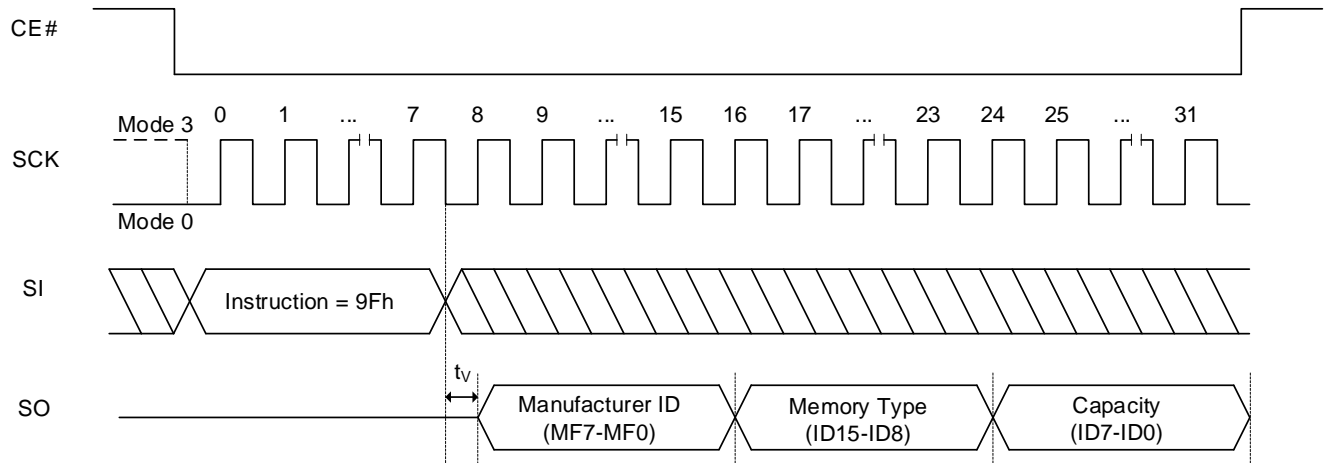 CE#
0 1 ... 7 8 9 ... 15 16 17 ... 23 24 25 ... 31
Mode 3
SCK
Mode 0
SI
Instruction = 9Fh
tV
SO
Manufacturer ID
(MF7-MF0)
Memory Type
(ID15-ID8)
Capacity
(ID7-ID0)